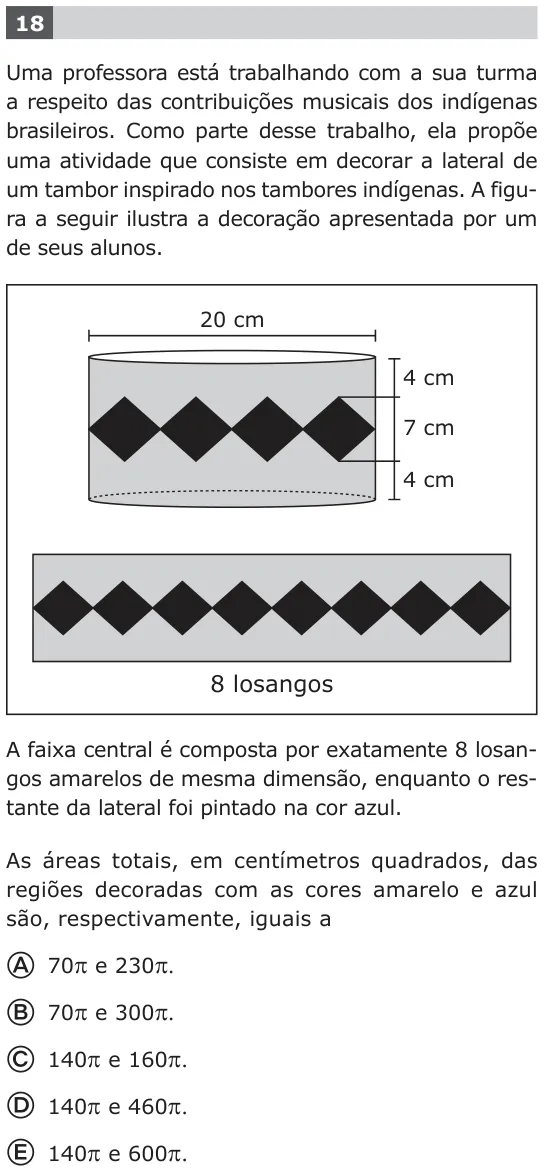 18
Uma professora está trabalhando com a sua turma
a respeito das contribuições musicais dos indígenas
brasileiros. Como parte desse trabalho, ela propõe
uma atividade que consiste em decorar a lateral de
um tambor inspirado nos tambores indígenas. A figu-
ra a seguir ilustra a decoração apresentada por um
de seus alunos.
20 cm
4 cm
7 cm
4 cm
8 losangos
A faixa central é composta por exatamente 8 losan-
gos amarelos de mesma dimensão, enquanto o res-
tante da lateral foi pintado na cor azul.
As áreas totais, em centímetros quadrados, das
regiões decoradas com as cores amarelo e azul
são, respectivamente, iguais a
A 70π e 230π.
B 70π e 300π.
C 140π e 160π.
D 140π e 460π.
E 140π e 600π.